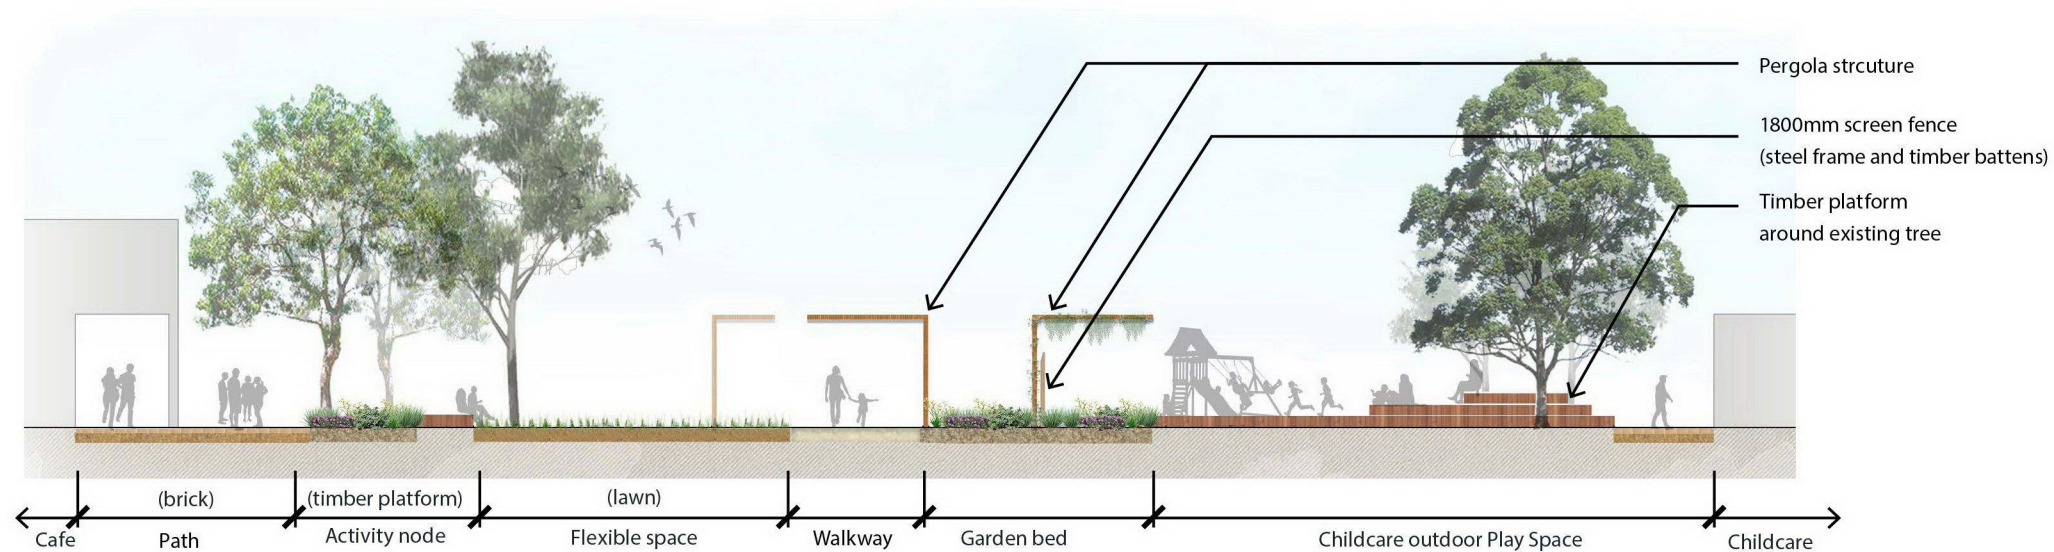 Pergola strcuture
1800mm screen fence
(steel frame and timber battens)
Timber platform
around existing tree
(brick)
(timber platform)
(lawn)
Cafe
Path
Activity node
Flexible space
Walkway
Garden bed
Childcare outdoor Play Space
Childcare